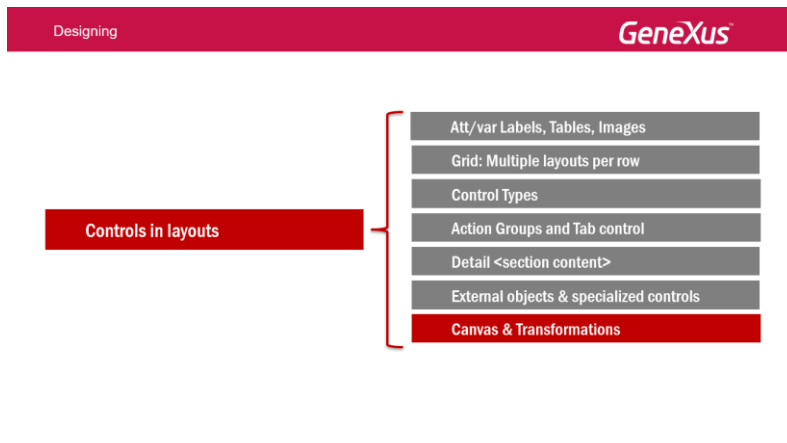 Designing
GeneXus™
Controls in layouts
Att/var Labels, Tables, Images
Grid: Multiple layouts per row
Control Types
Action Groups and Tab control
Detail <section content>
External objects & specialized controls
Canvas & Transformations